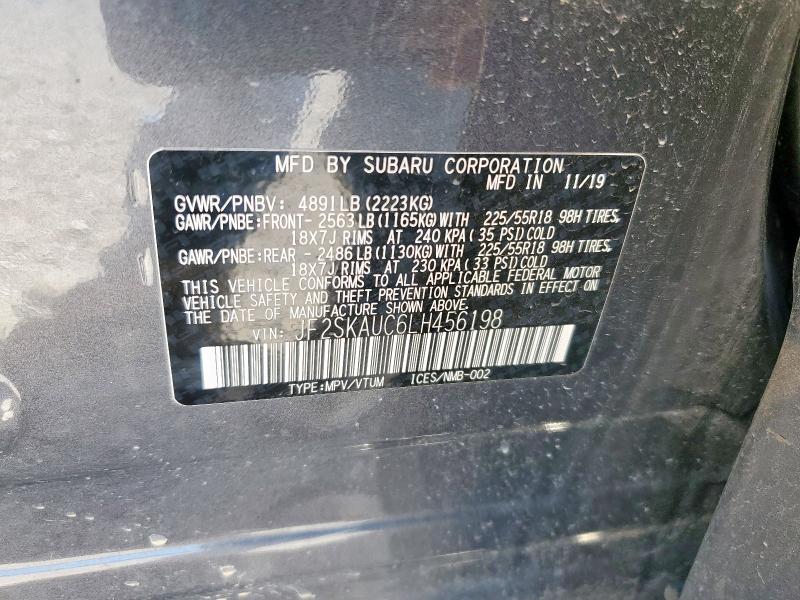 MFD BY SUBARU CORPORATION
MFD IN 11/19
GVWR/PNBV: 4891LB(2223KG)
GAWR/PNBE:FRONT- 2563LB(1165KG)WITH 225/55R18 98H TIRES,
18X7J RIMS AT 240 KPA(35 PSI)COLD
GAWR/PNBE:REAR -2486LB(1130KG)WITH 225/55R18 98H TIRES,
18X7J RIMS AT 230 KPA(33 PSI)COLD
THIS VEHICLE CONFORMS TO ALL APPLICABLE FEDERAL MOTOR
VEHICLE SAFETY AND THEFT PREVENTION STANDARDS IN EFFECT ON
THE DATE OF MANUFACTURE SHOWN ABOVE.
VIN: JF2SKAUC6LH456198
TYPE:MPV/VTUM ICES/NMB-002